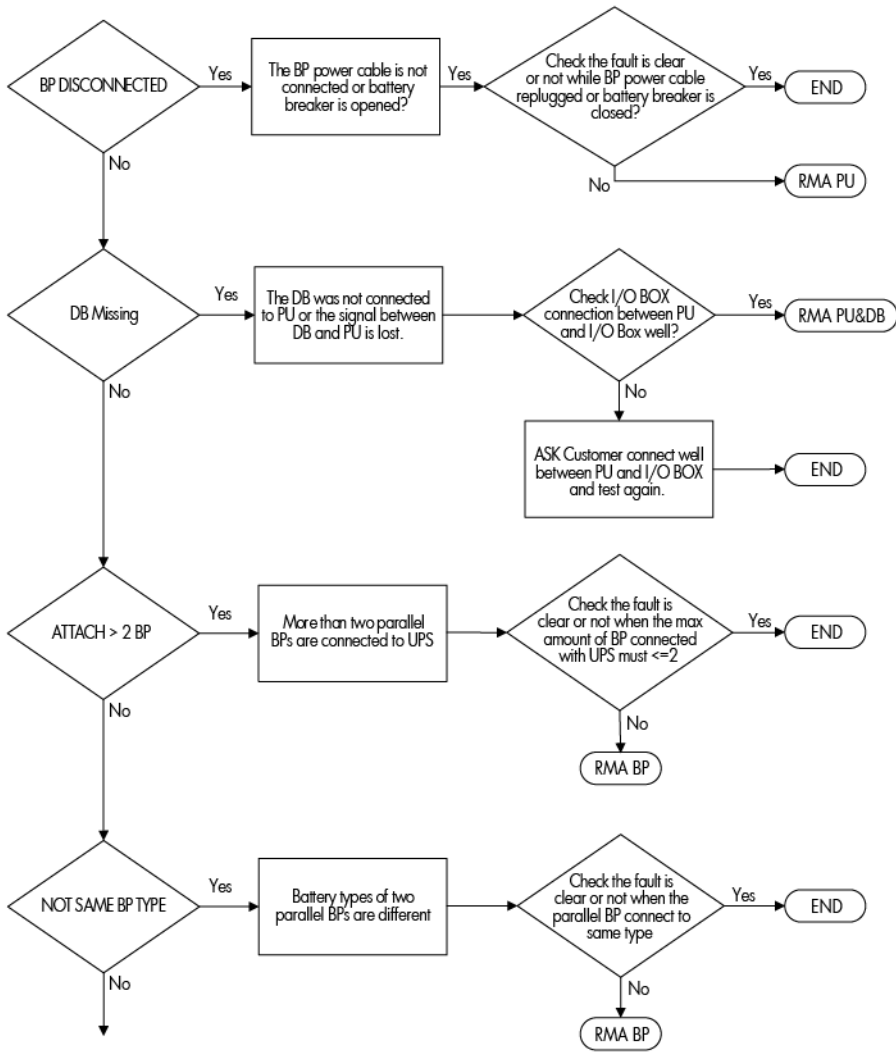 BP DISCONNECTED
Yes
The BP power cable is not
connected or battery
breaker is opened?
Yes
Check the fault is clear
or not while BP power cable
replugged or battery breaker is
closed?
Yes
END
No
No
RMA PU
DB Missing
Yes
The DB was not connected
to PU or the signal between
DB and PU is lost.
Check I/O BOX
connection between PU
and I/O Box well?
Yes
RMA PU&DB
No
No
ASK Customer connect well
between PU and I/O BOX
and test again.
END
ATTACH > 2 BP
Yes
More than two parallel
BPs are connected to UPS
Check the fault is
clear or not when the max
amount of BP connected
with UPS must <=2
Yes
END
No
No
RMA BP
NOT SAME BP TYPE
Yes
Battery types of two
parallel BPs are different
Check the fault is
clear or not when the
parallel BP connect to
same type
Yes
END
No
No
RMA BP